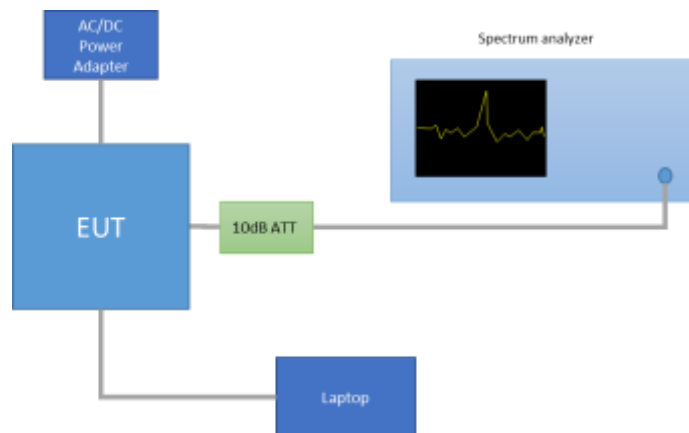 AC/DC
Power
Adapter
Spectrum analyzer
EUT
10dB ATT
Laptop